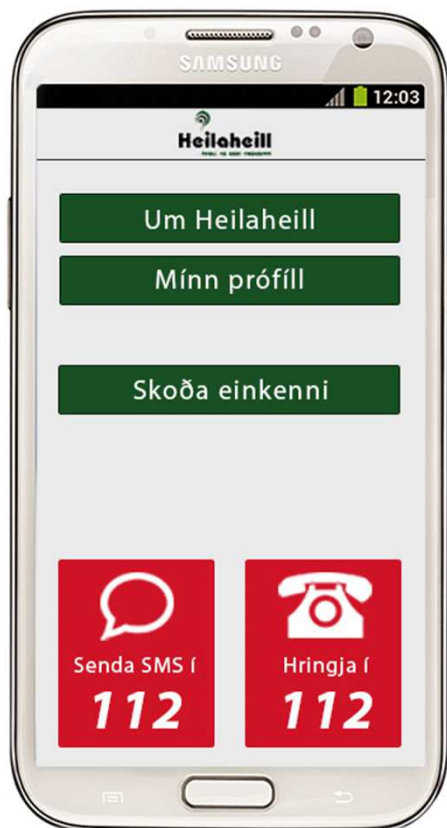 SAMSUNG
12:03
Heilaheill
Um Heilaheill
Mínn prófíll
Skoða einkenni
Senda SMS í
112
Hringja í
112